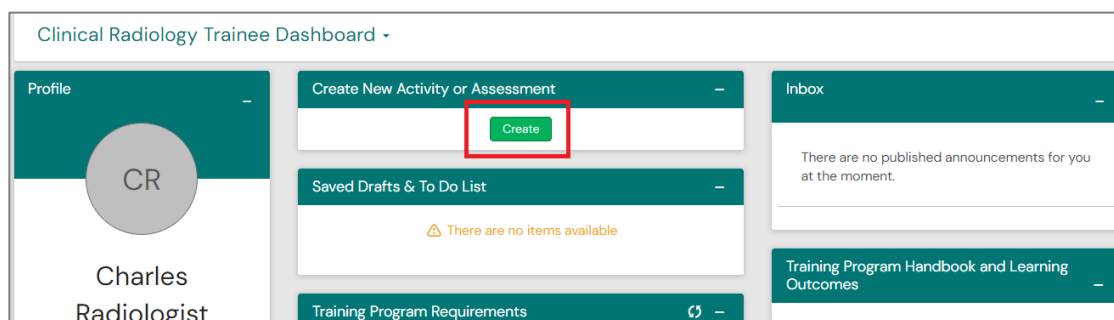 Clinical Radiology Trainee Dashboard
Profile
CR
Charles
Radiologist
Create New Activity or Assessment
Create
Saved Drafts & To Do List
There are no items available
Training Program Requirements
Inbox
There are no published announcements for you
at the moment.
Training Program Handbook and Learning
Outcomes